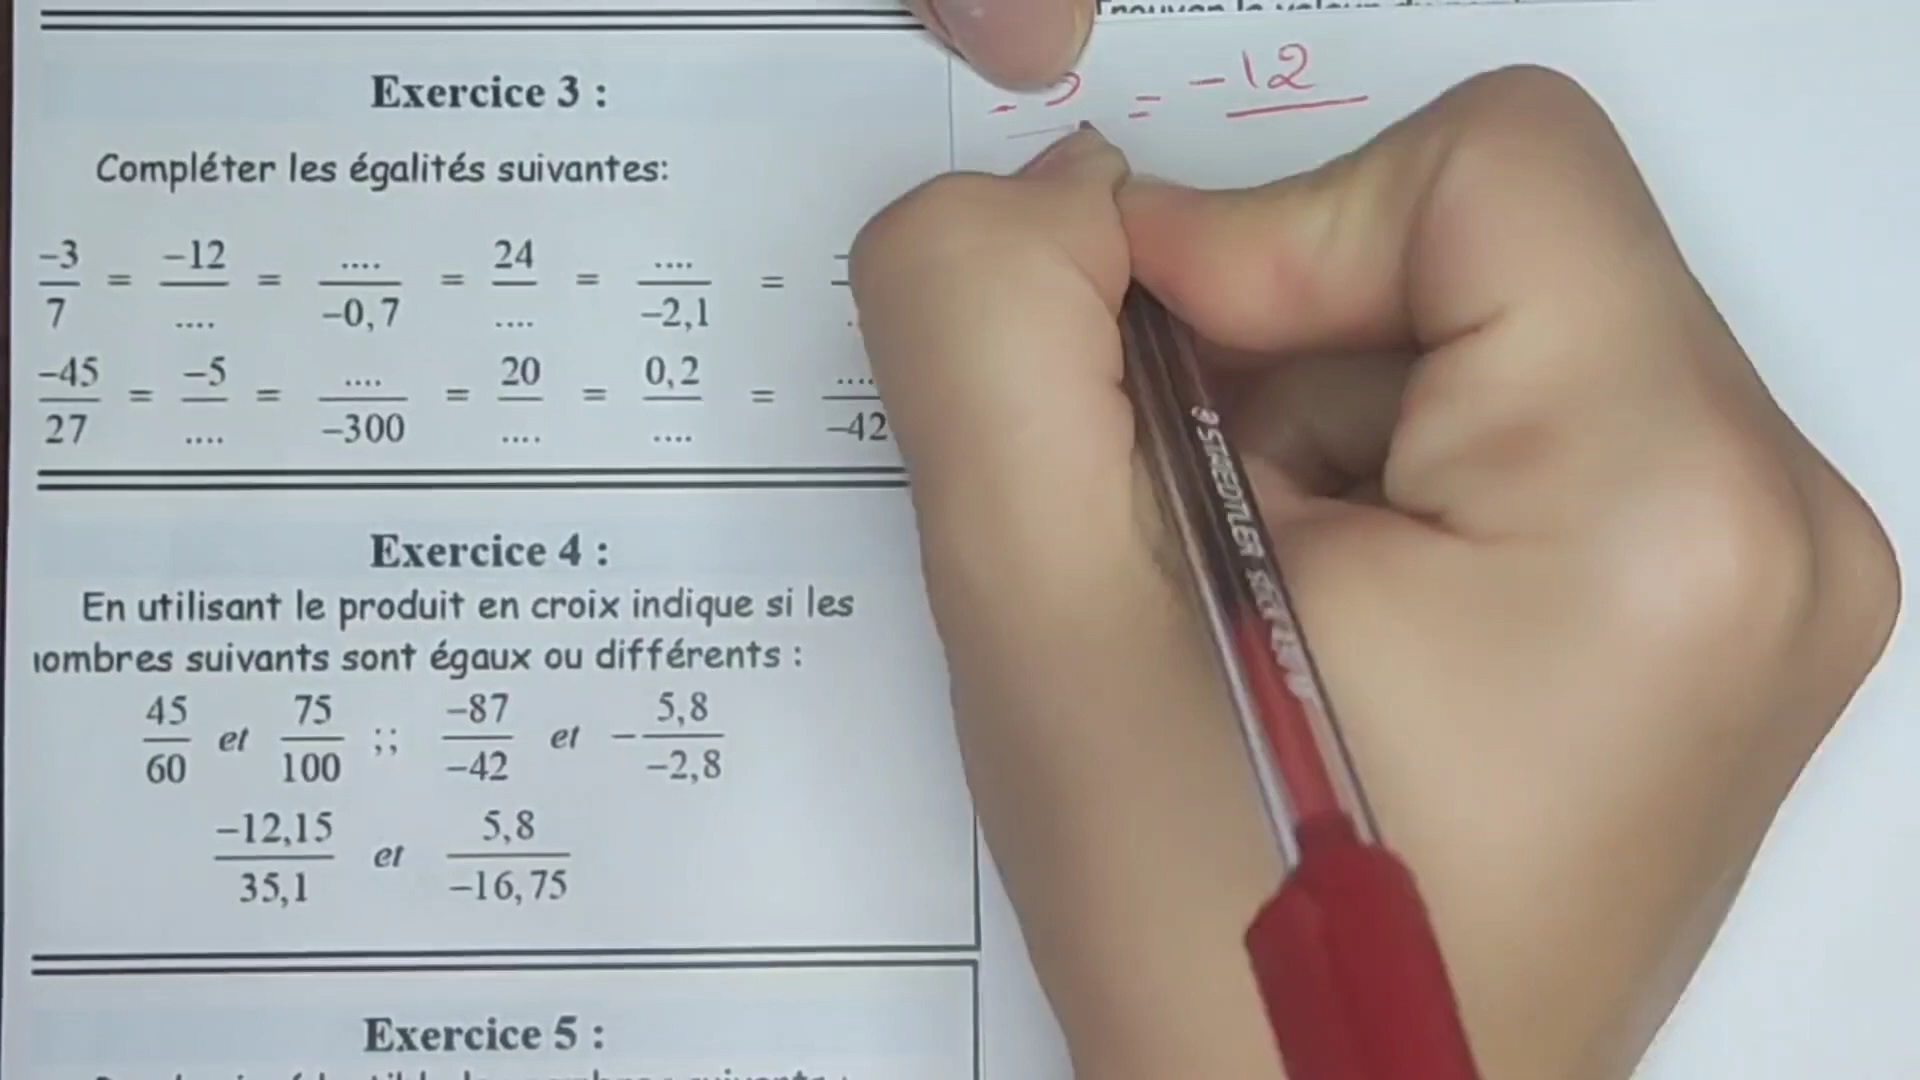 Exercice 3 :
Compléter les égalités suivantes:
-3/7 = -12/.... = ..../-0,7 = 24/.... = ..../-2,1 =
-45/27 = -5/.... = ..../-300 = 20/.... = 0,2/.... = ..../-42
Exercice 4 :
En utilisant le produit en croix indique si les
ombres suivants sont égaux ou différents :
45/60 et 75/100 ;; -87/-42 et -5,8/-2,8
-12,15/35,1 et 5,8/-16,75
Exercice 5 :
= -12
STAEDTLER